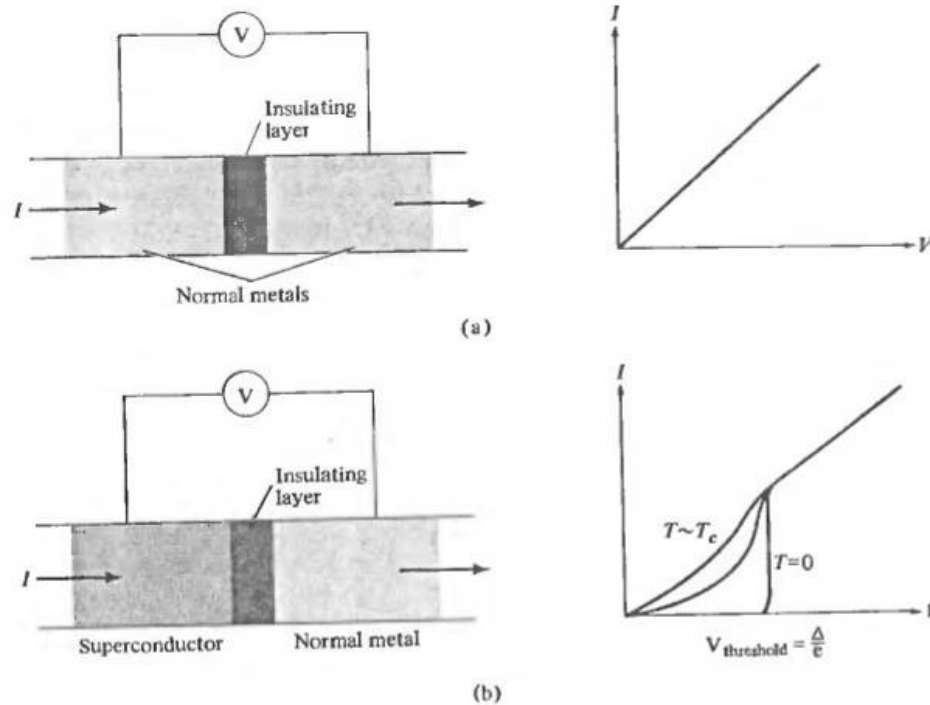 V
I
Insulating
layer
I
V
Normal metals
(a)
V
I
Insulating
layer
T~Tc
I
T=0
Superconductor
Normal metal
Vthreshold = Δ/e
(b)